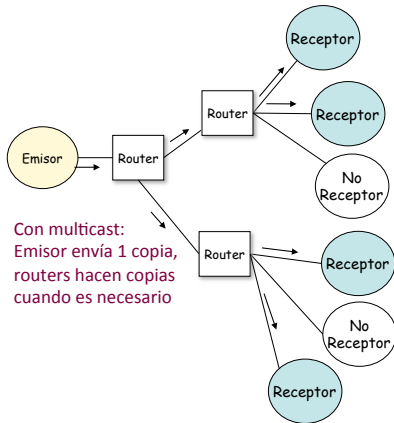 Receptor
Receptor
Router
Emisor
Router
No
Receptor
Con multicast:
Emisor envía 1 copia,
routers hacen copias
cuando es necesario
Router
Receptor
No
Receptor
Receptor